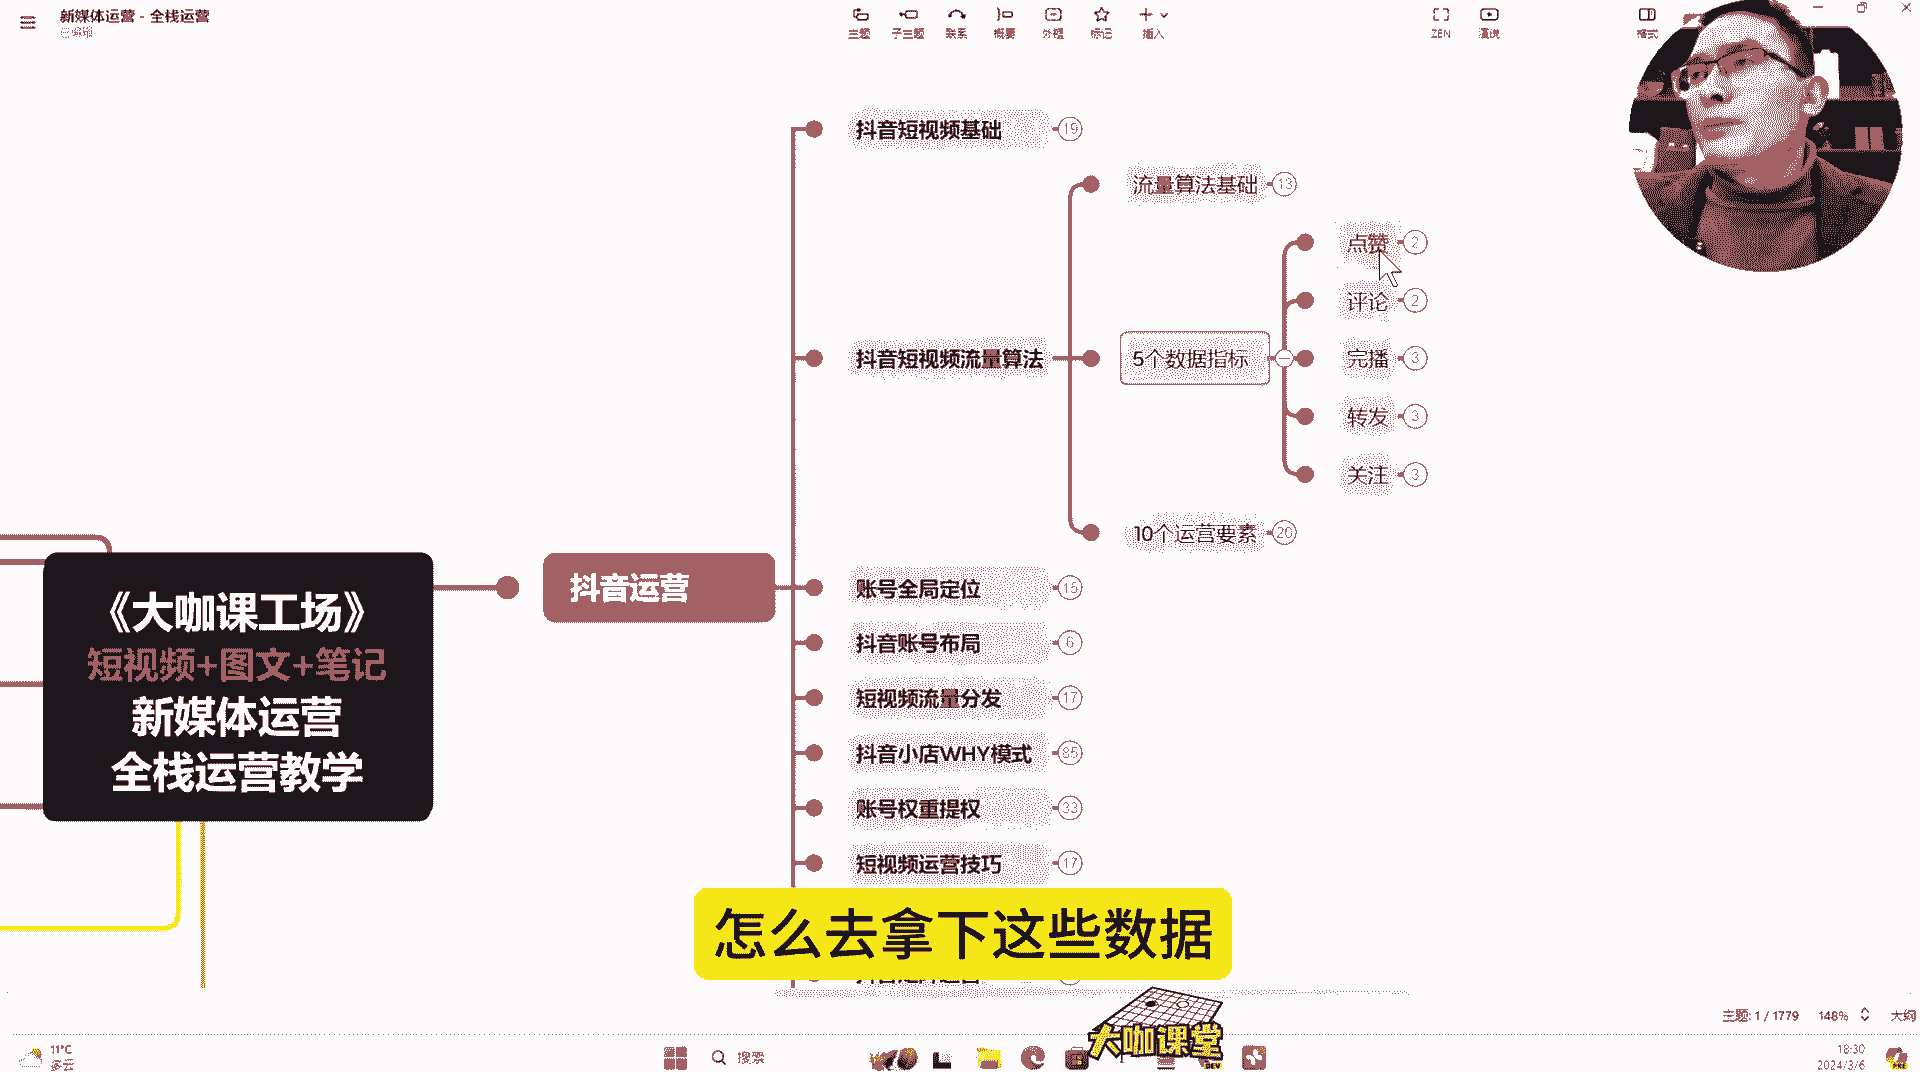 新媒体运营 - 全栈运营
已编辑
主题
子主题
联系
概要
外框
标记
插入
ZEN
演说
格式
抖音短视频基础
19
流量算法基础
13
点赞
2
评论
2
抖音短视频流量算法
5个数据指标
完播
3
转发
3
关注
3
10个运营要素
20
《大咖课工场》
短视频+图文+笔记
新媒体运营
全栈运营教学
抖音运营
账号全局定位
15
抖音账号布局
6
短视频流量分发
17
抖音小店WHY模式
85
账号权重提权
33
短视频运营技巧
17
怎么去拿下这些数据
主题: 1 / 1779
148%
大纲
大咖课堂
DEV
11°C
多云
搜索
18:30
2024/3/6
PRE